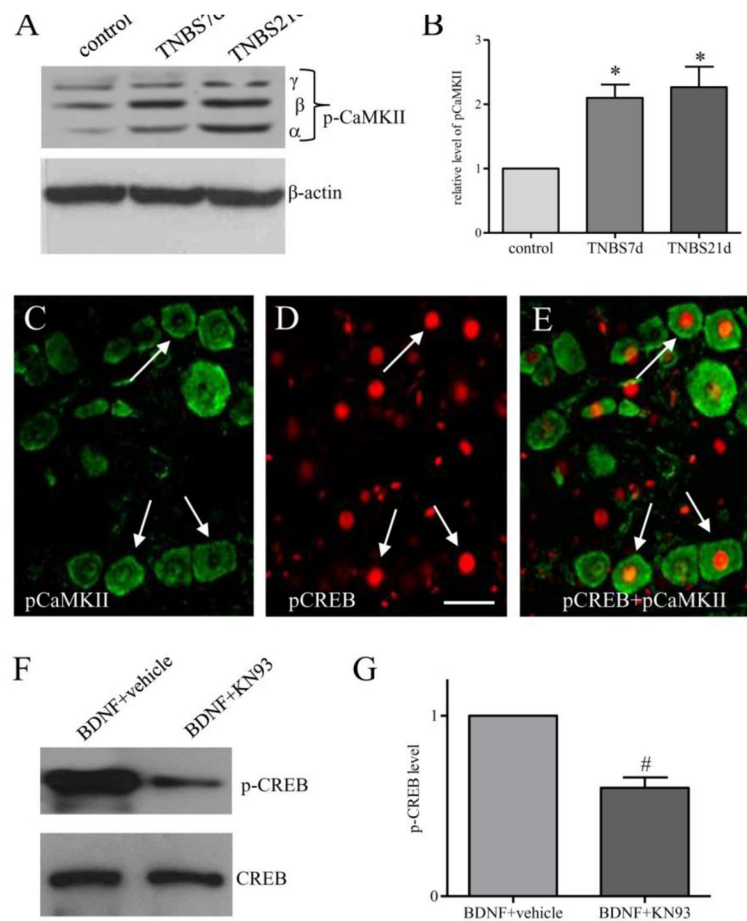 A
control
TNBS7d
TNBS21d
γ
β
α
p-CaMKII
β-actin
B
relative level of pCaMKII
3
2
1
0
*
*
control
TNBS7d
TNBS21d
C
pCaMKII
D
pCREB
E
pCREB+pCaMKII
F
BDNF+vehicle
BDNF+KN93
p-CREB
CREB
G
p-CREB level
1
0
#
BDNF+vehicle
BDNF+KN93